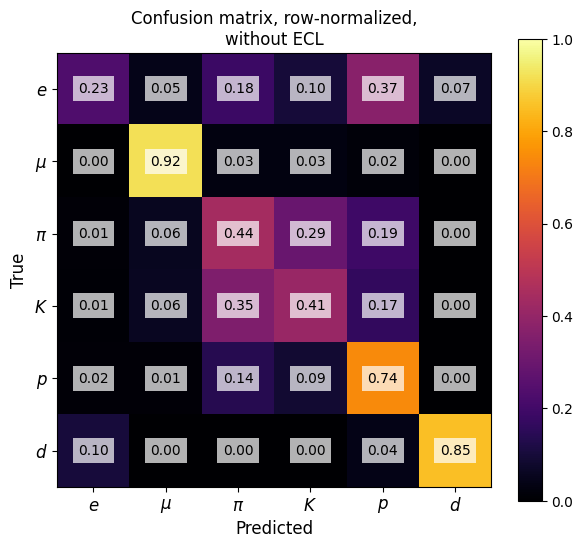 Confusion matrix, row-normalized,
without ECL
e 0.23 0.05 0.18 0.10 0.37 0.07
μ 0.00 0.92 0.03 0.03 0.02 0.00
π 0.01 0.06 0.44 0.29 0.19 0.00
K 0.01 0.06 0.35 0.41 0.17 0.00
p 0.02 0.01 0.14 0.09 0.74 0.00
d 0.10 0.00 0.00 0.00 0.04 0.85
e μ π K p d
True
Predicted
1.0
0.8
0.6
0.4
0.2
0.0